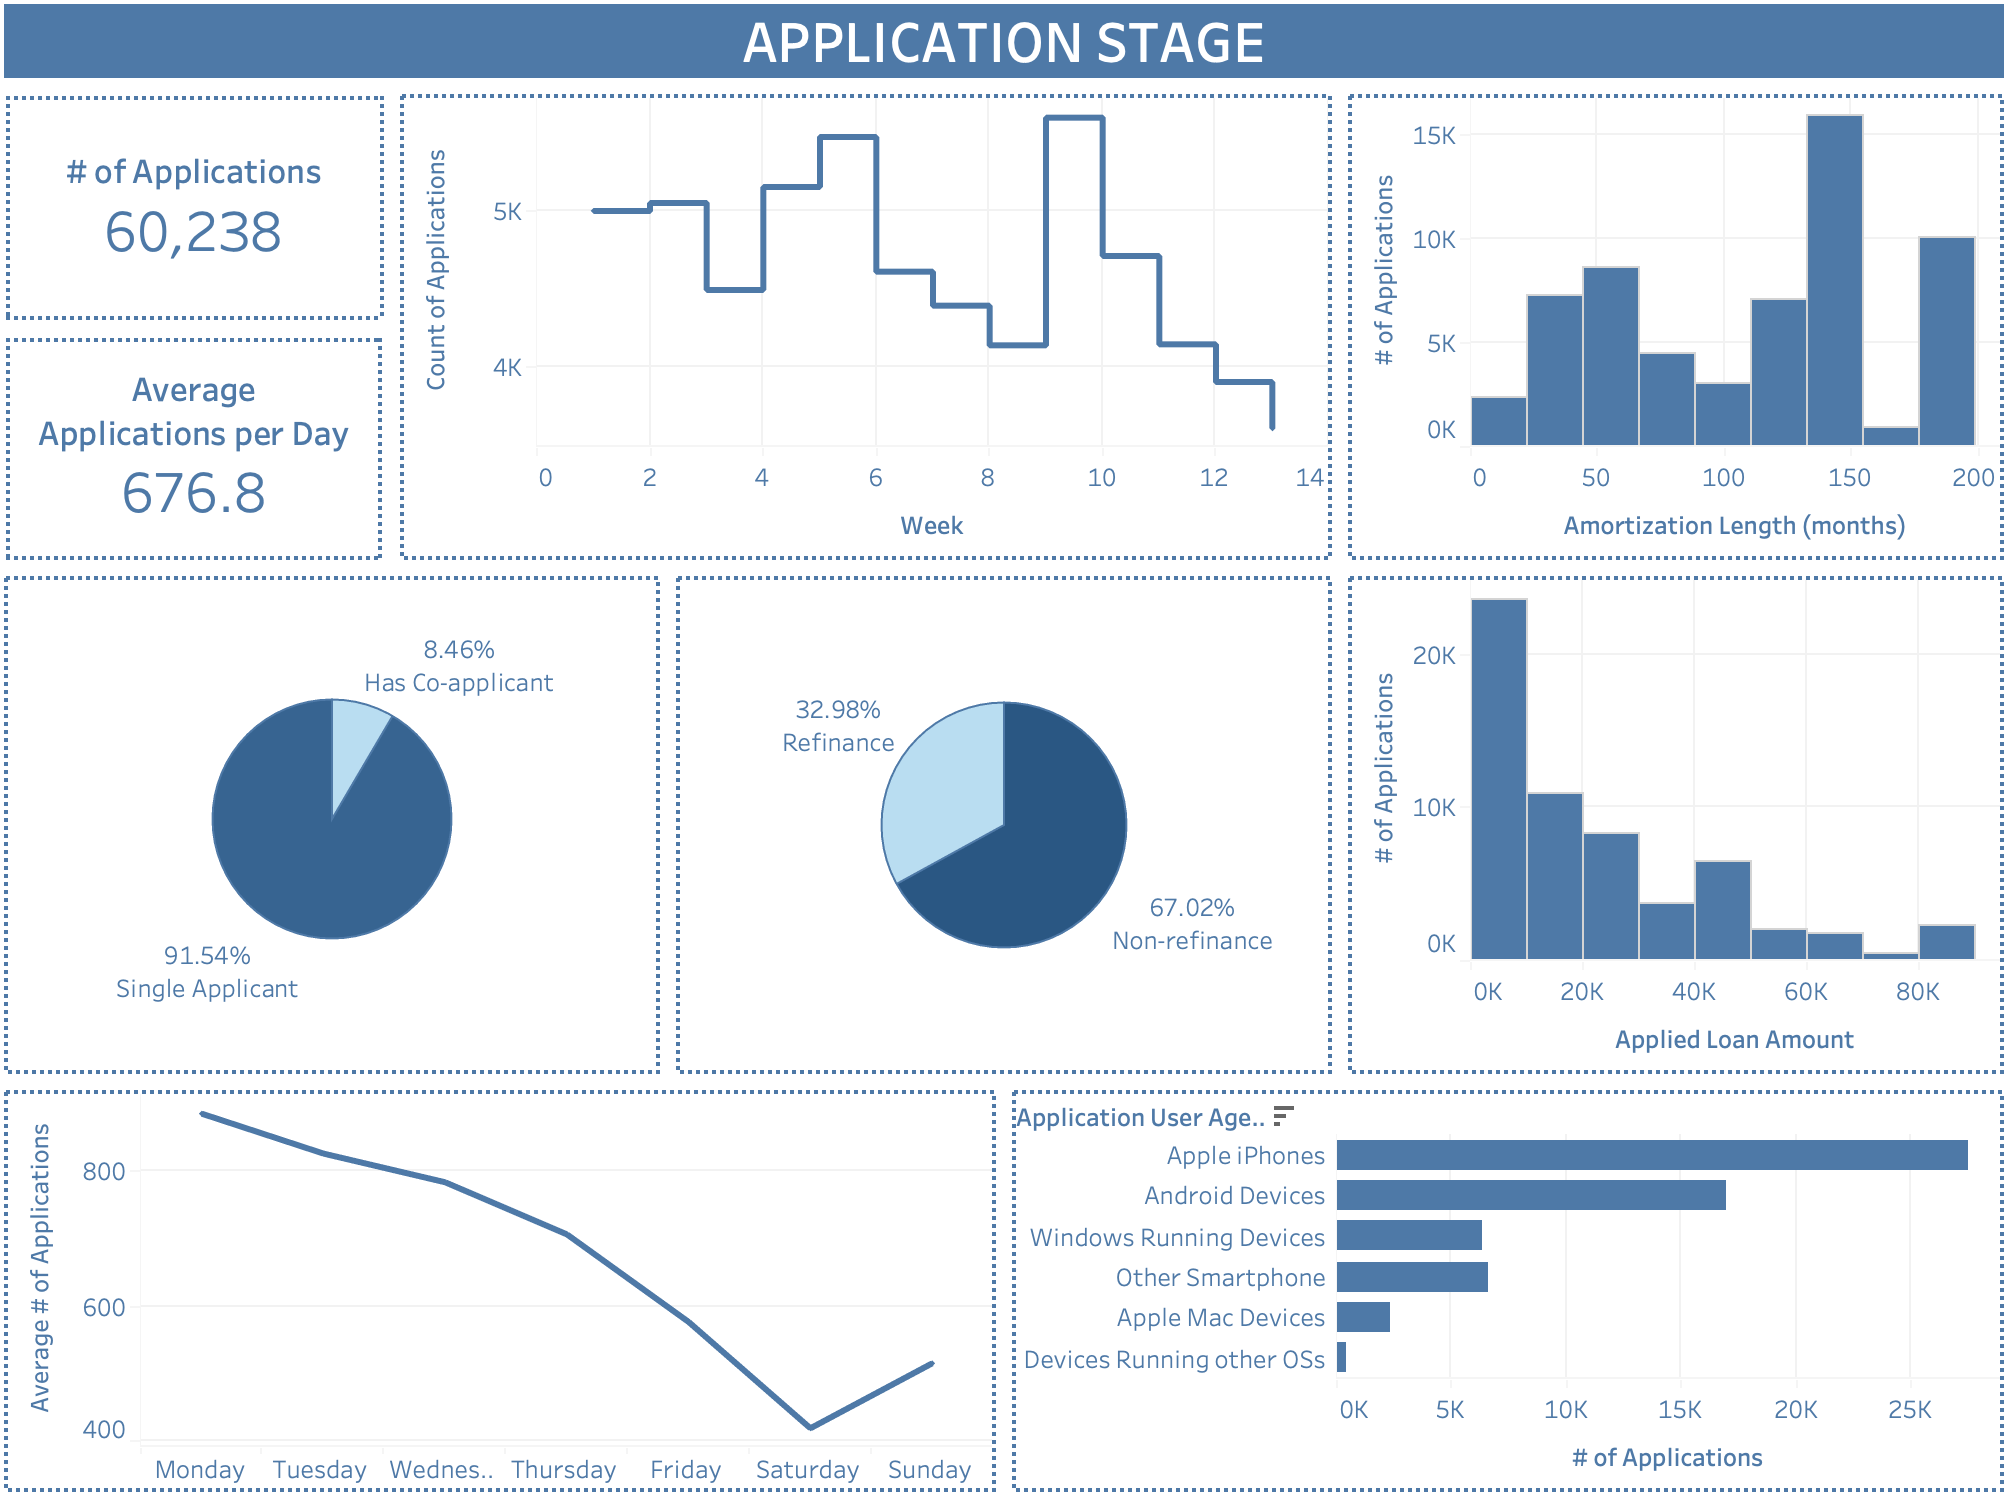 APPLICATION STAGE
# of Applications
60,238
Average
Applications per Day
676.8
Count of Applications
5K
4K
0 2 4 6 8 10 12 14
Week
# of Applications
15K
10K
5K
0K
0 50 100 150 200
Amortization Length (months)
8.46%
Has Co-applicant
91.54%
Single Applicant
32.98%
Refinance
67.02%
Non-refinance
# of Applications
20K
10K
0K
0K 20K 40K 60K 80K
Applied Loan Amount
Average # of Applications
800
600
400
Monday Tuesday Wednes.. Thursday Friday Saturday Sunday
Application User Age..
Apple iPhones
Android Devices
Windows Running Devices
Other Smartphone
Apple Mac Devices
Devices Running other OSs
0K 5K 10K 15K 20K 25K
# of Applications